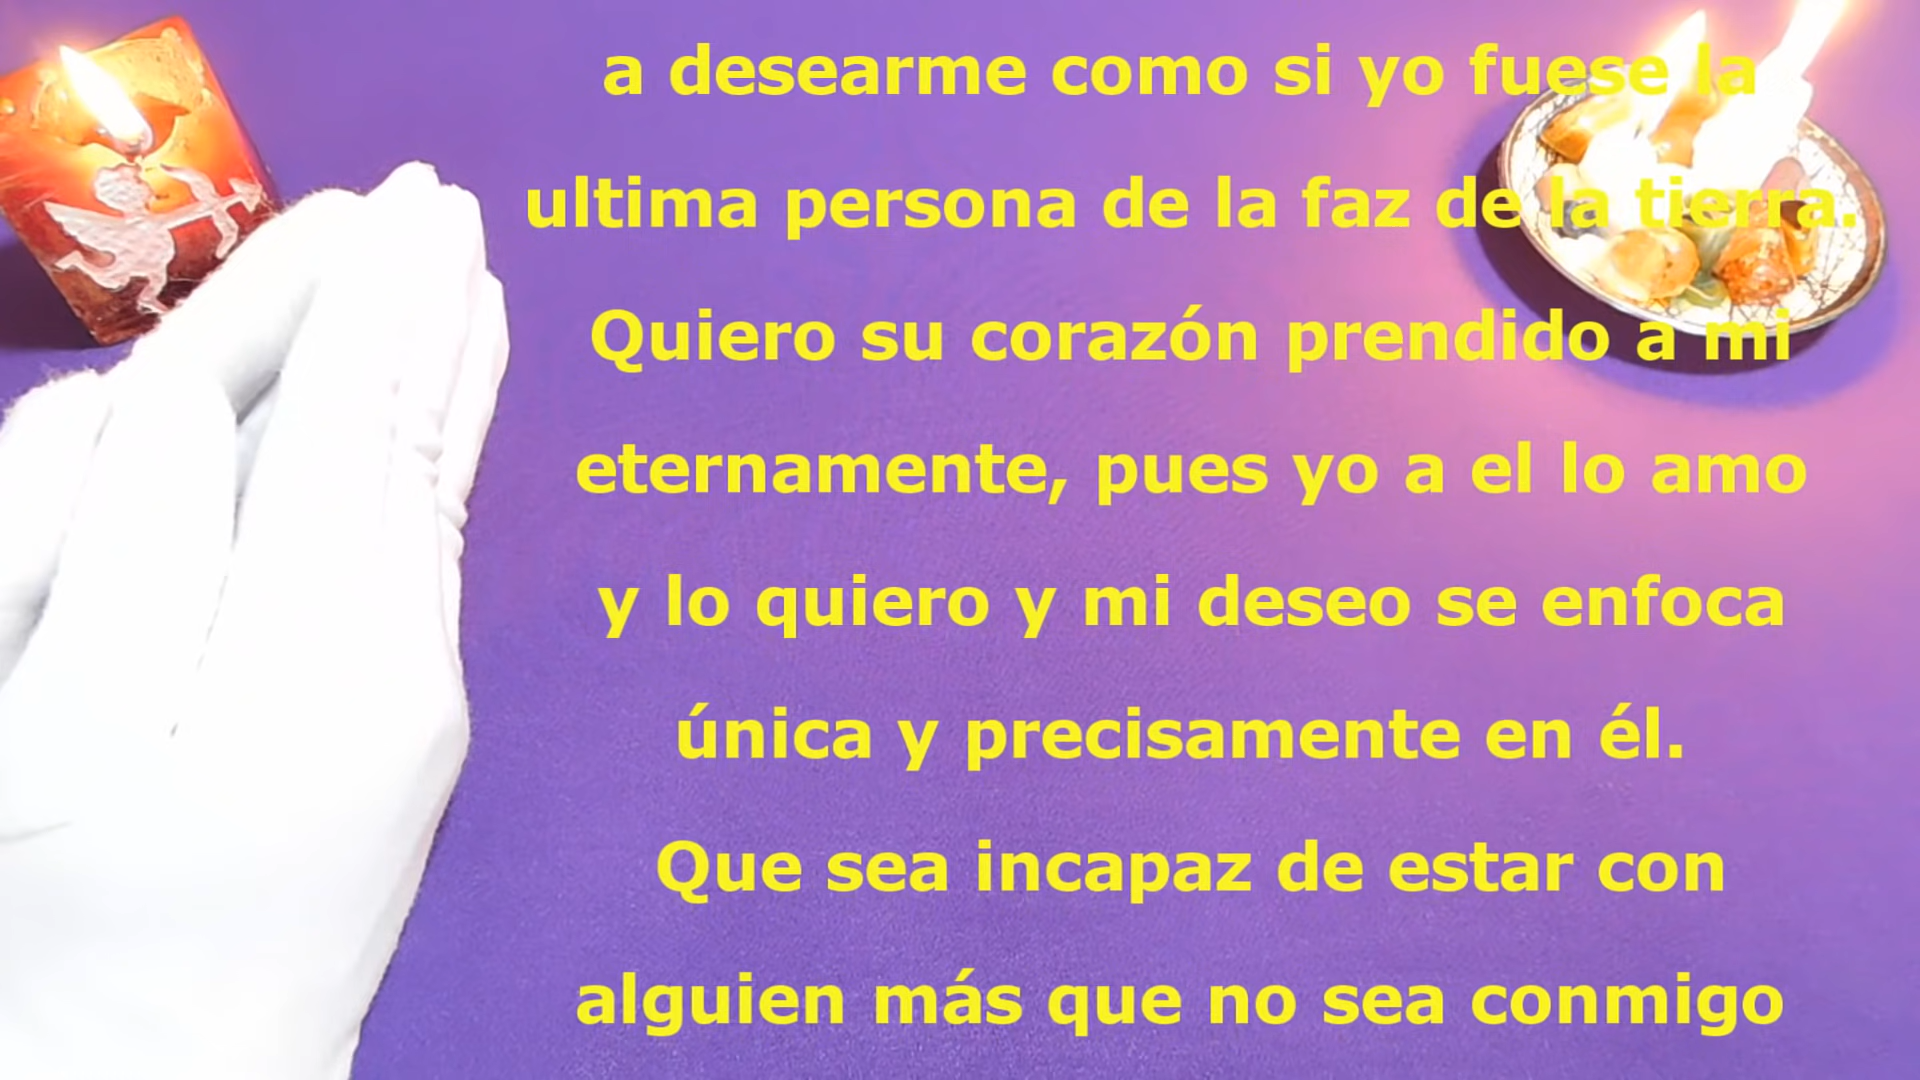 a desearme como si yo fuese la
ultima persona de la faz de la tierra.
Quiero su corazón prendido a mi
eternamente, pues yo a el lo amo
y lo quiero y mi deseo se enfoca
única y precisamente en él.
Que sea incapaz de estar con
alguien más que no sea conmigo